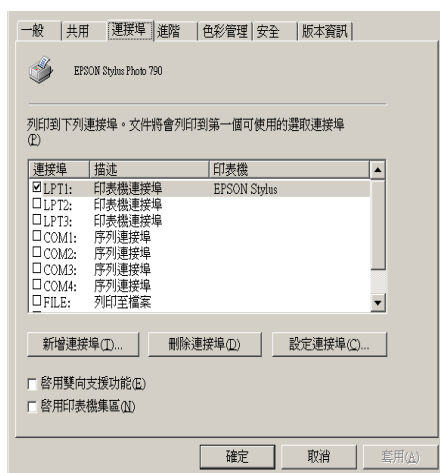 一般 共用 連接埠 進階 色彩管理 安全 版本資訊
EPSON Stylus Photo 790
列印到下列連接埠。文件將會列印到第一個可使用的選取連接埠
(P)
連接埠 描述 印表機
LPT1: 印表機連接埠 EPSON Stylus
LPT2: 印表機連接埠
LPT3: 印表機連接埠
COM1: 序列連接埠
COM2: 序列連接埠
COM3: 序列連接埠
COM4: 序列連接埠
FILE: 列印至檔案
新增連接埠(T)... 刪除連接埠(D) 設定連接埠(C)...
啓用雙向支援功能(E)
啓用印表機集區(N)
確定 取消 套用(A)